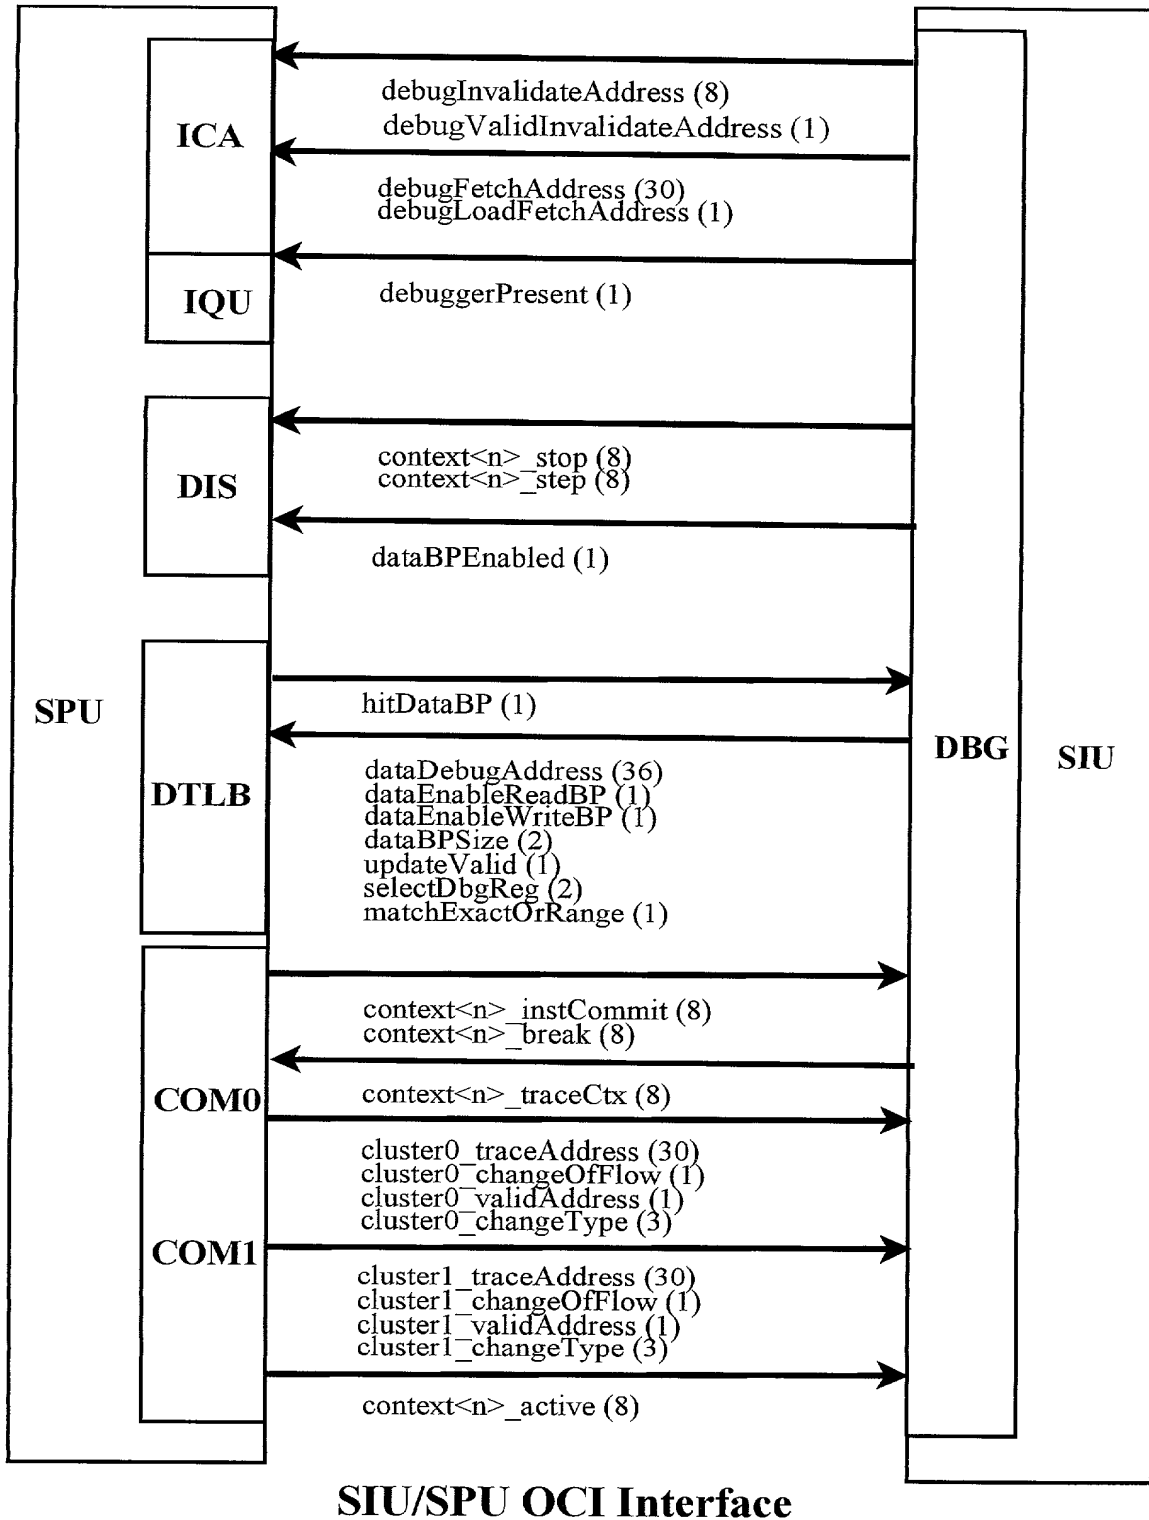 debugInvalidateAddress (8)
debugValidInvalidateAddress (1)
ICA
debugFetchAddress (30)
debugLoadFetchAddress (1)
IQU
debuggerPresent (1)
context<n>_stop (8)
context<n>_step (8)
DIS
dataBPEnabled (1)
SPU
hitDataBP (1)
DBG
SIU
DTLB
dataDebugAddress (36)
dataEnableReadBP (1)
dataEnableWriteBP (1)
dataBPSize (2)
updateValid (1)
selectDbgReg (2)
matchExactOrRange (1)
context<n>_instCommit (8)
context<n>_break (8)
COM0
context<n>_traceCtx (8)
cluster0_traceAddress (30)
cluster0_changeOfFlow (1)
cluster0_validAddress (1)
cluster0_changeType (3)
COM1
cluster1_traceAddress (30)
cluster1_changeOfFlow (1)
cluster1_validAddress (1)
cluster1_changeType (3)
context<n>_active (8)
SIU/SPU OCI Interface